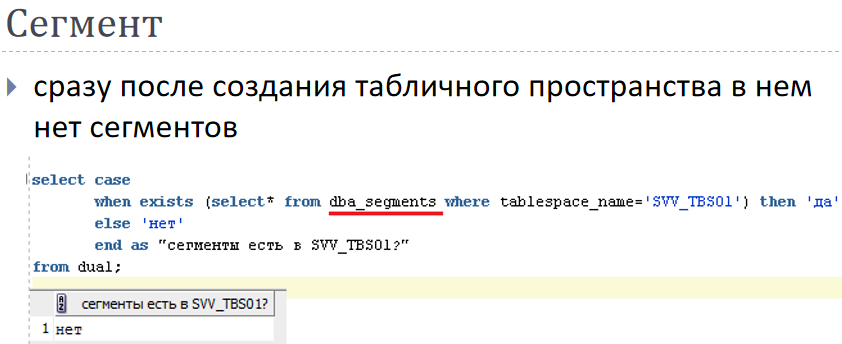 Сегмент
сразу после создания табличного пространства в нем
нет сегментов
select case
when exists (select* from dba_segments where tablespace_name='SVV_TBS01') then 'да'
else 'нет'
end as "сегменты есть в SVV_TBS01?"
from dual;
сегменты есть в SVV_TBS01?
1 нет